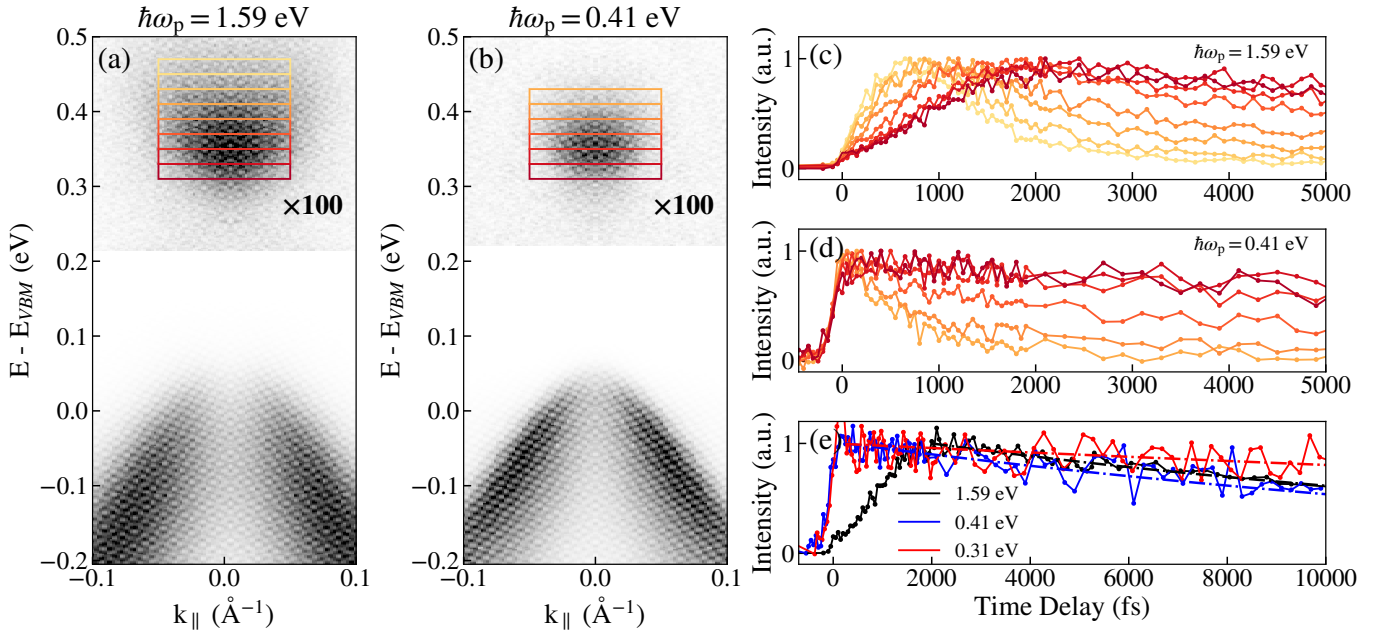 ℏω_p = 1.59 eV
(a)
×100
E - E_VBM (eV)
0.5
0.4
0.3
0.2
0.1
0.0
−0.1
−0.2
−0.1
0.0
0.1
k_∥ (Å⁻¹)
ℏω_p = 0.41 eV
(b)
×100
E - E_VBM (eV)
0.5
0.4
0.3
0.2
0.1
0.0
−0.1
−0.2
−0.1
0.0
0.1
k_∥ (Å⁻¹)
(c)
ℏω_p = 1.59 eV
Intensity (a.u.)
1
0
0 1000 2000 3000 4000 5000
(d)
ℏω_p = 0.41 eV
Intensity (a.u.)
1
0
0 1000 2000 3000 4000 5000
(e)
Intensity (a.u.)
1
0
1.59 eV
0.41 eV
0.31 eV
0 2000 4000 6000 8000 10000
Time Delay (fs)